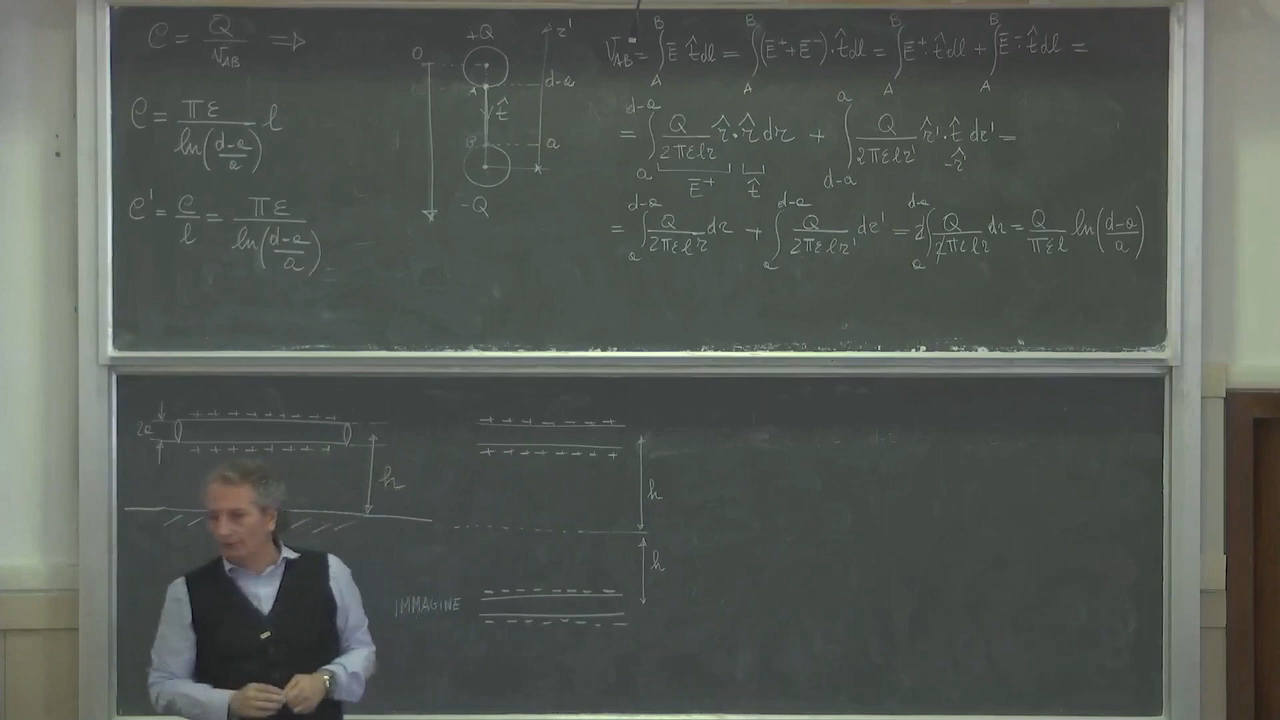 C = Q / V_AB ⇒
C = πε / ln((d-a)/a) l
C' = C/l = πε / ln((d-a)/a)
+Q
O
r'
d-a
A
t̂
B
a
-Q
V_AB = ∫_A^B E̅·t̂ dl = ∫_A^B (E̅⁺+E̅⁻)·t̂ dl = ∫_A^B E̅⁺·t̂ dl + ∫_A^B E̅⁻·t̂ dl =
= ∫_a^{d-a} Q/(2πεlr) r̂·r̂ dr + ∫_{d-a}^a Q/(2πεlr') r̂'·t̂ dr' =
E̅⁺ t̂ -r̂'
= ∫_a^{d-a} Q/(2πεlr) dr + ∫_a^{d-a} Q/(2πεlr') dr' = 2∫_a^{d-a} Q/(2πεlr) dr = Q/(πεl) ln((d-a)/a)
2a
+ + + + + + + + +
+ + + + + + + +
h
+ + + + + + +
+ + + + + + +
h
h
IMMAGINE
- - - - - - -
- - - - - - - -